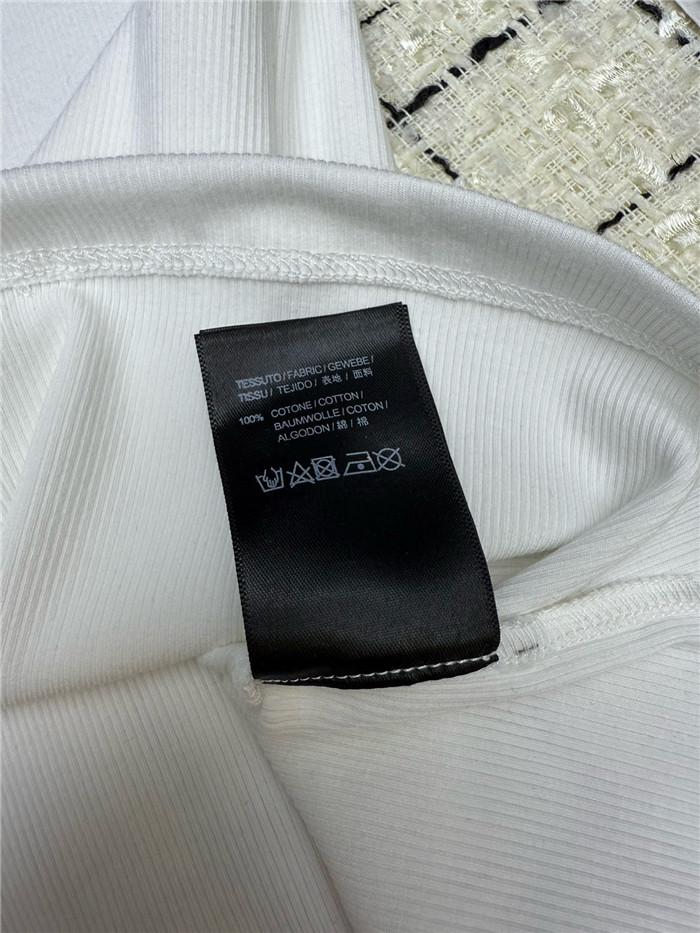 TESSUTO / FABRIC / GEWEBE /
TISSU / TEJIDO / 表地 / 面料
100% COTONE / COTTON /
BAUMWOLLE / COTON /
ALGODON / 綿 / 棉